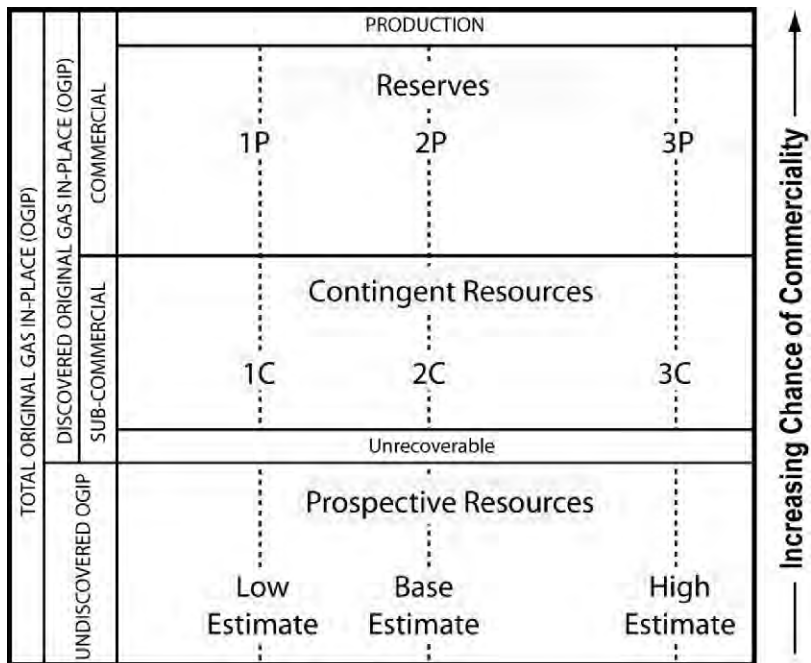 PRODUCTION
Reserves
1P 2P 3P
Contingent Resources
1C 2C 3C
Unrecoverable
Prospective Resources
Low Base High
Estimate Estimate Estimate
TOTAL ORIGINAL GAS IN-PLACE (OGIP)
DISCOVERED ORIGINAL GAS IN-PLACE (OGIP)
COMMERCIAL
SUB-COMMERCIAL
UNDISCOVERED OGIP
Increasing Chance of Commerciality